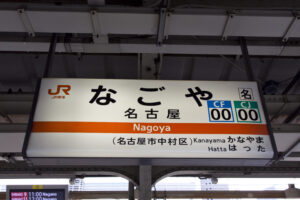 JR
なごや
名
名古屋
CF
00
CJ
00
Nagoya
(名古屋市中村区)
Kanayama かなやま
Hatta はった